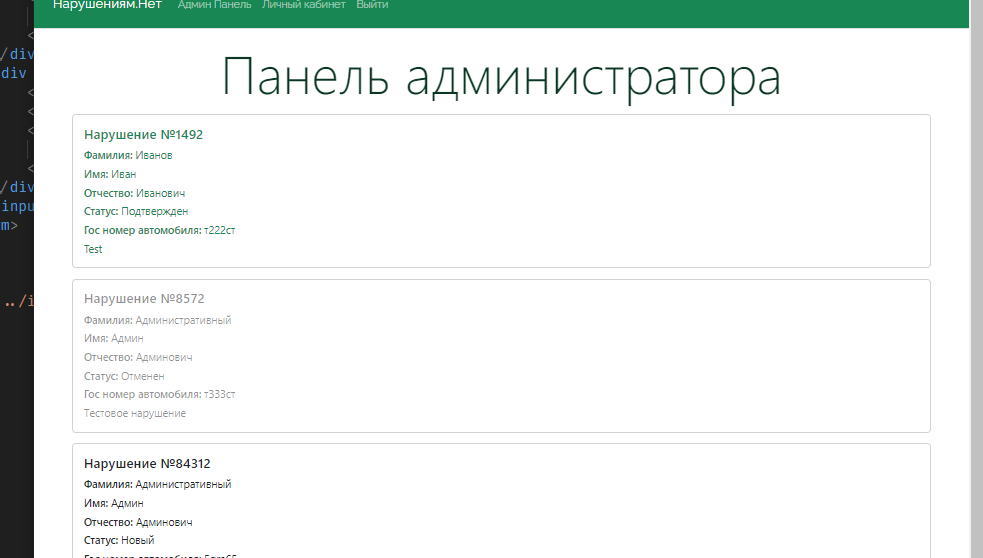 Нарушениям.Нет Админ Панель Личный кабинет Выйти
Панель администратора
Нарушение №1492
Фамилия: Иванов
Имя: Иван
Отчество: Иванович
Статус: Подтвержден
Гос номер автомобиля: т222ст
Test
Нарушение №8572
Фамилия: Административный
Имя: Админ
Отчество: Админович
Статус: Отменен
Гос номер автомобиля: т333ст
Тестовое нарушение
Нарушение №84312
Фамилия: Административный
Имя: Админ
Отчество: Админович
Статус: Новый
Гос номер автомобиля:
<
/div
div
<
<
<
<
/div
inpu
m>
../i